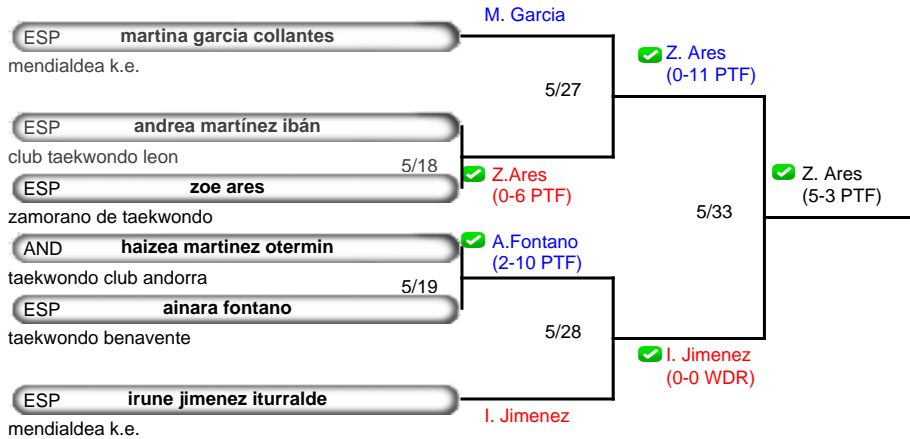 M. Garcia
ESP martina garcia collantes
mendialdea k.e.
Z. Ares
(0-11 PTF)
5/27
ESP andrea martínez ibán
club taekwondo leon
5/18
Z.Ares
(0-6 PTF)
ESP zoe ares
zamorano de taekwondo
Z. Ares
(5-3 PTF)
5/33
AND haizea martinez otermin
taekwondo club andorra
A.Fontano
(2-10 PTF)
5/19
ESP ainara fontano
taekwondo benavente
5/28
I. Jimenez
(0-0 WDR)
ESP irune jimenez iturralde
mendialdea k.e.
I. Jimenez